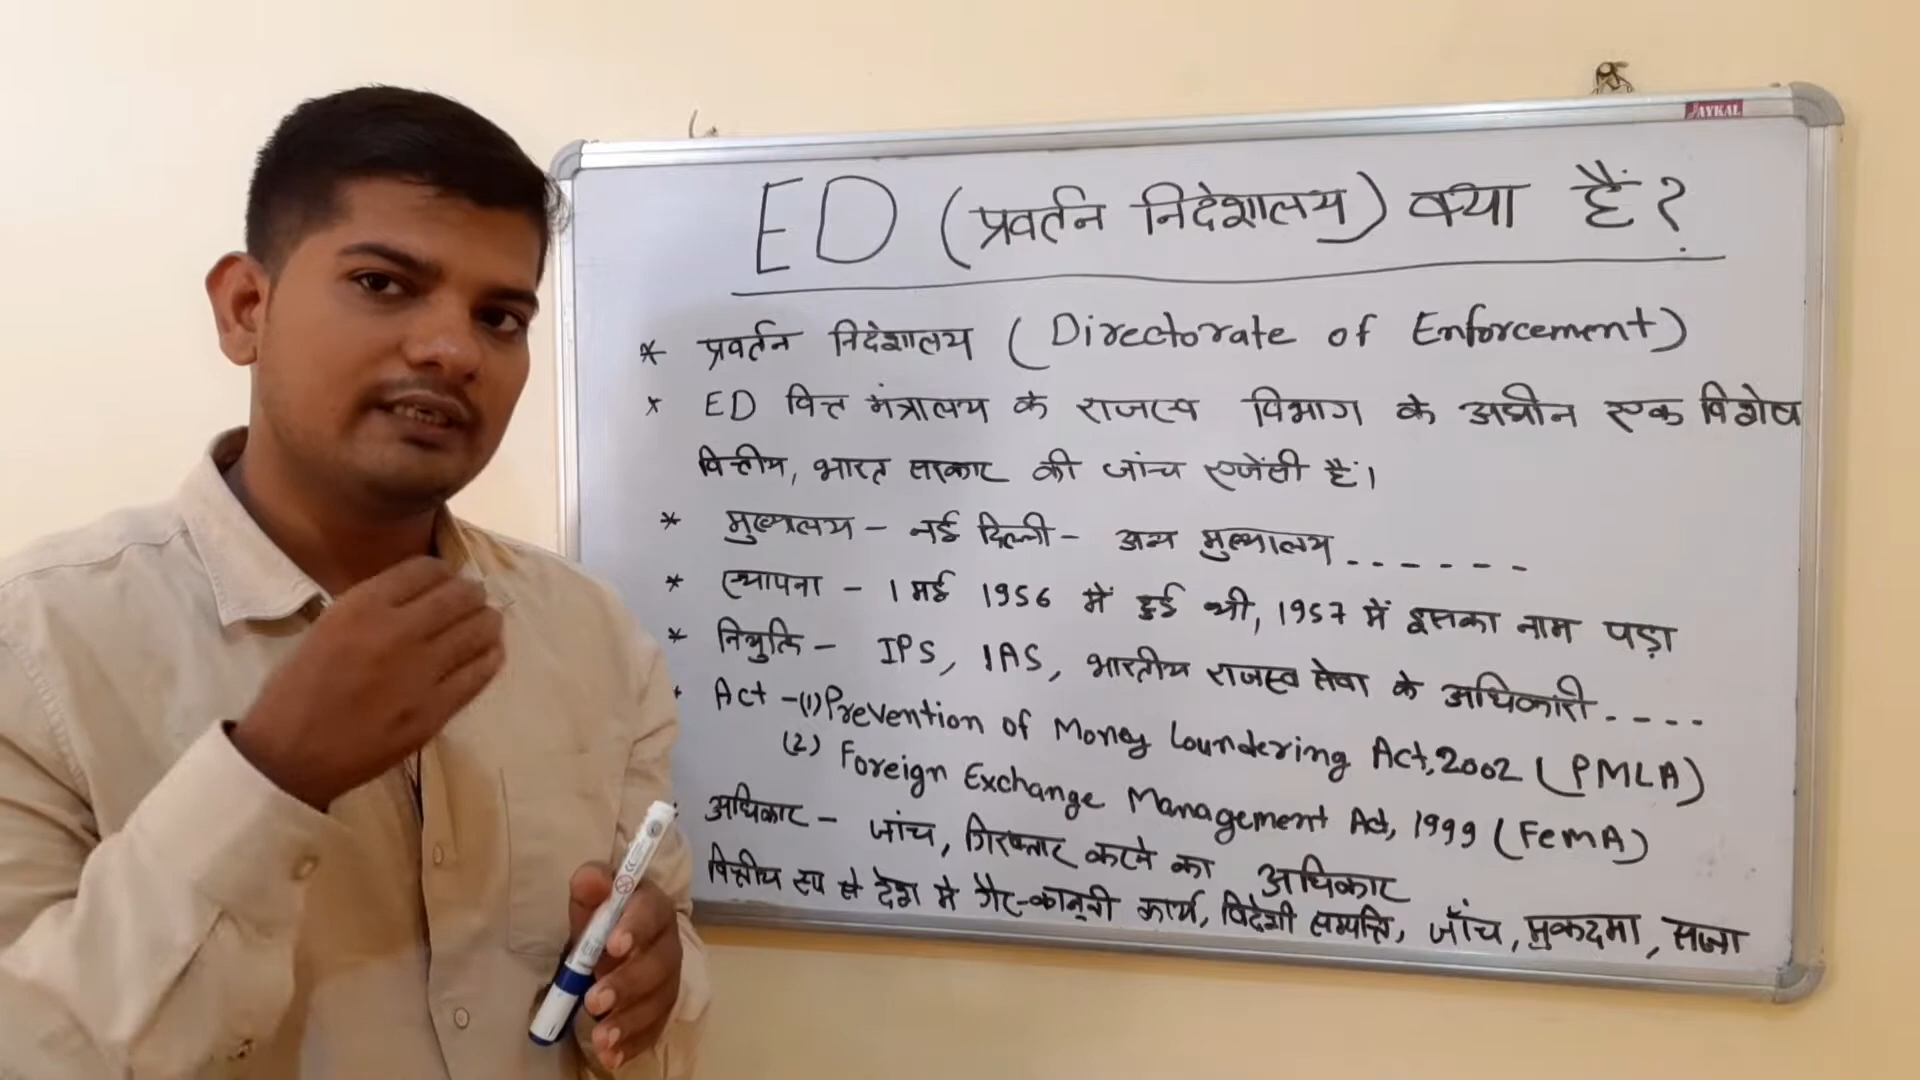 JAYKAL
ED (प्रवर्तन निदेशालय) क्या हैं?
* प्रवर्तन निदेशालय (Directorate of Enforcement)
* ED वित्त मंत्रालय के राजस्व विभाग के अधीन एक विशेष
वित्तीय, भारत सरकार की जांच एजेंसी हैं।
* मुख्यालय - नई दिल्ली - अन्य मुख्यालय . . . . . .
* स्थापना - 1 मई 1956 में हुई थी, 1957 में इसका नाम पड़ा
* नियुक्ति - IPS, IAS, भारतीय राजस्व सेवा के अधिकारी . . . .
* Act - (1) Prevention of Money Loundering Act, 2002 (PMLA)
(2) Foreign Exchange Management Act, 1999 (FemA)
अधिकार - जांच, गिरफ्तार करने का अधिकार
वित्तीय रूप से देश में गैर-कानूनी कार्य, विदेशी सम्पत्ति, जाँच, मुकदमा, सजा